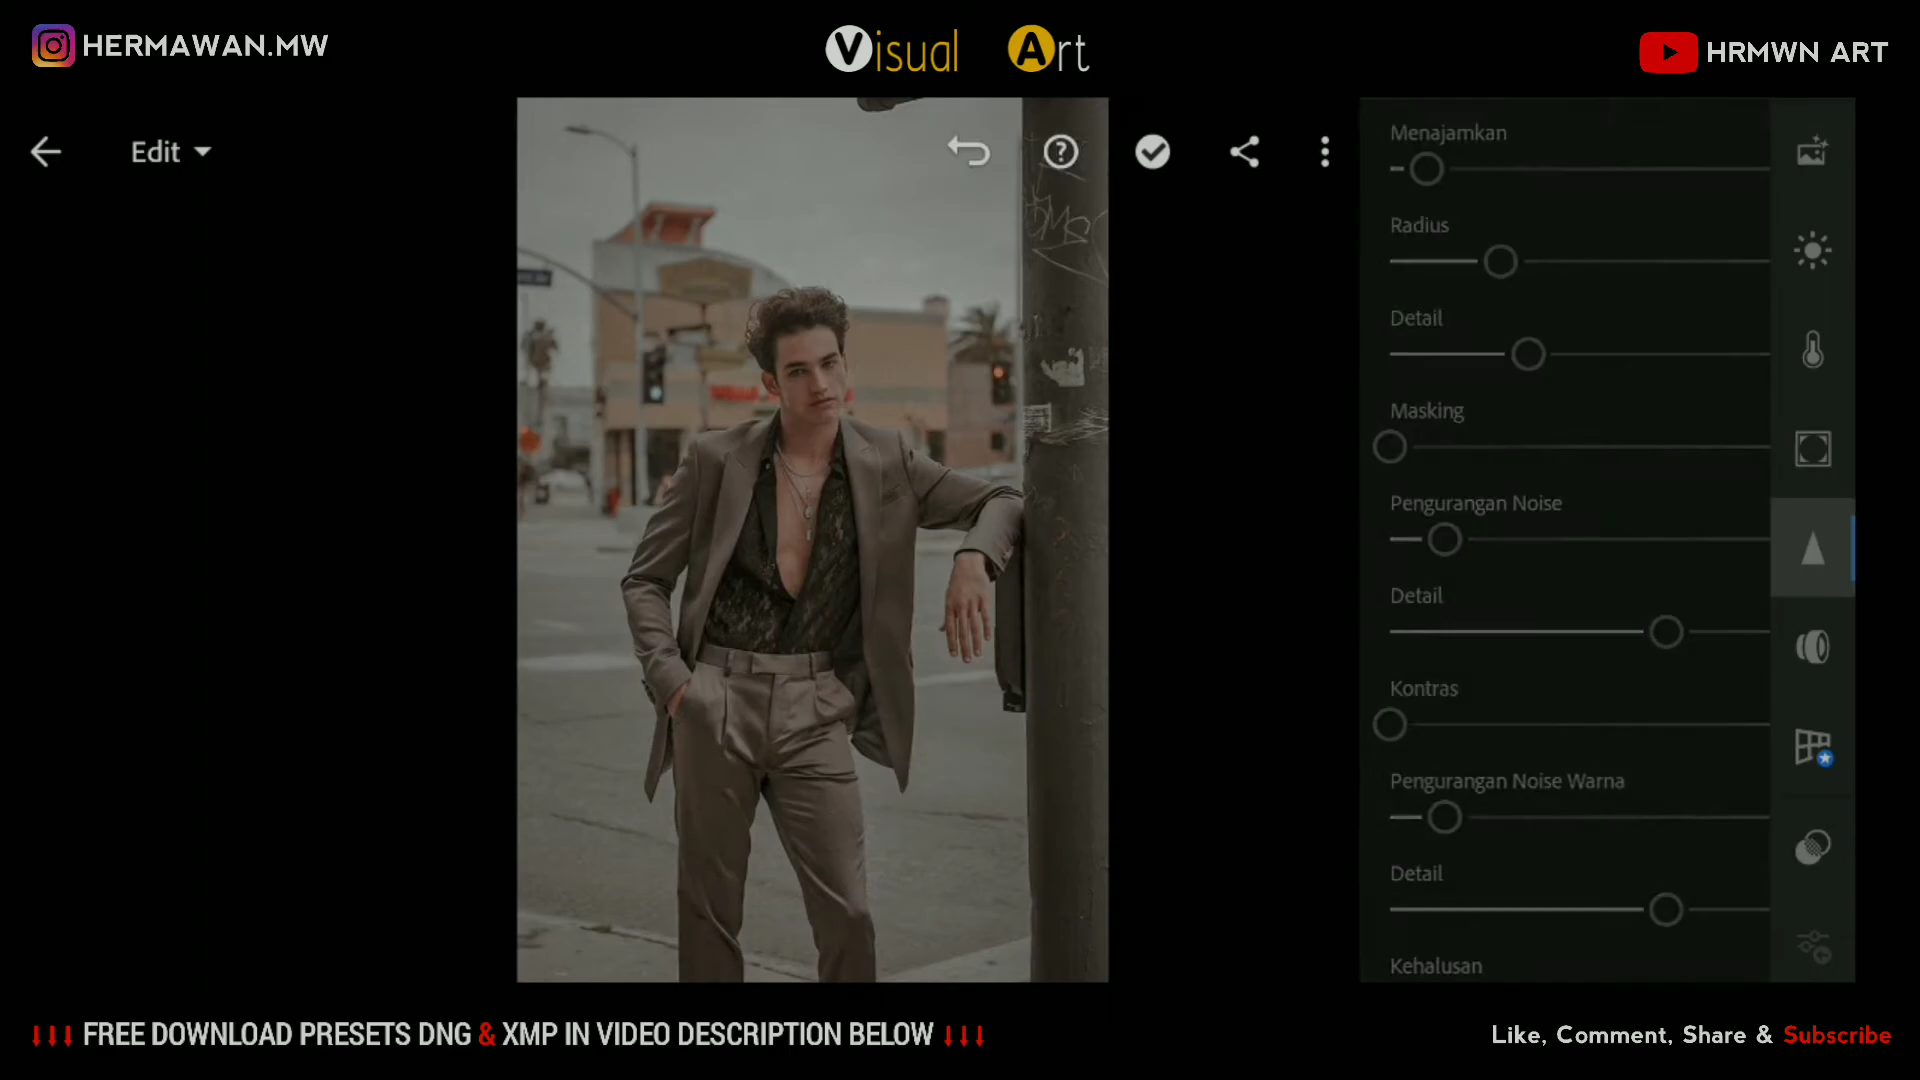 HERMAWAN.MW
Visual Art
HRMWN ART
Edit
Menajamkan
Radius
Detail
Masking
Pengurangan Noise
Detail
Kontras
Pengurangan Noise Warna
Detail
Kehalusan
↓↓↓ FREE DOWNLOAD PRESETS DNG & XMP IN VIDEO DESCRIPTION BELOW ↓↓↓
Like, Comment, Share & Subscribe